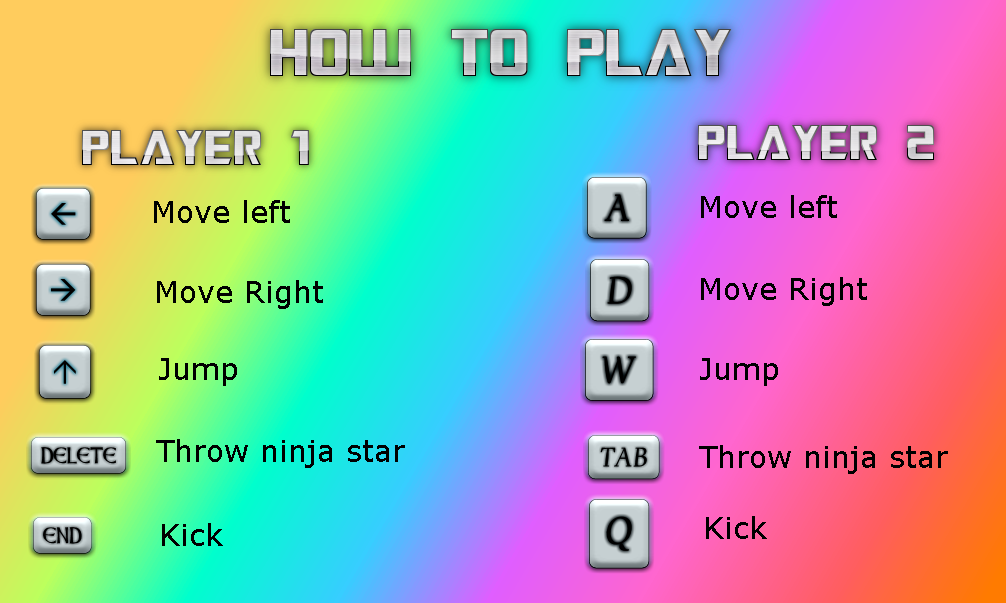 HOW TO PLAY
PLAYER 1
← Move left
→ Move Right
↑ Jump
DELETE Throw ninja star
END Kick
PLAYER 2
A Move left
D Move Right
W Jump
TAB Throw ninja star
Q Kick